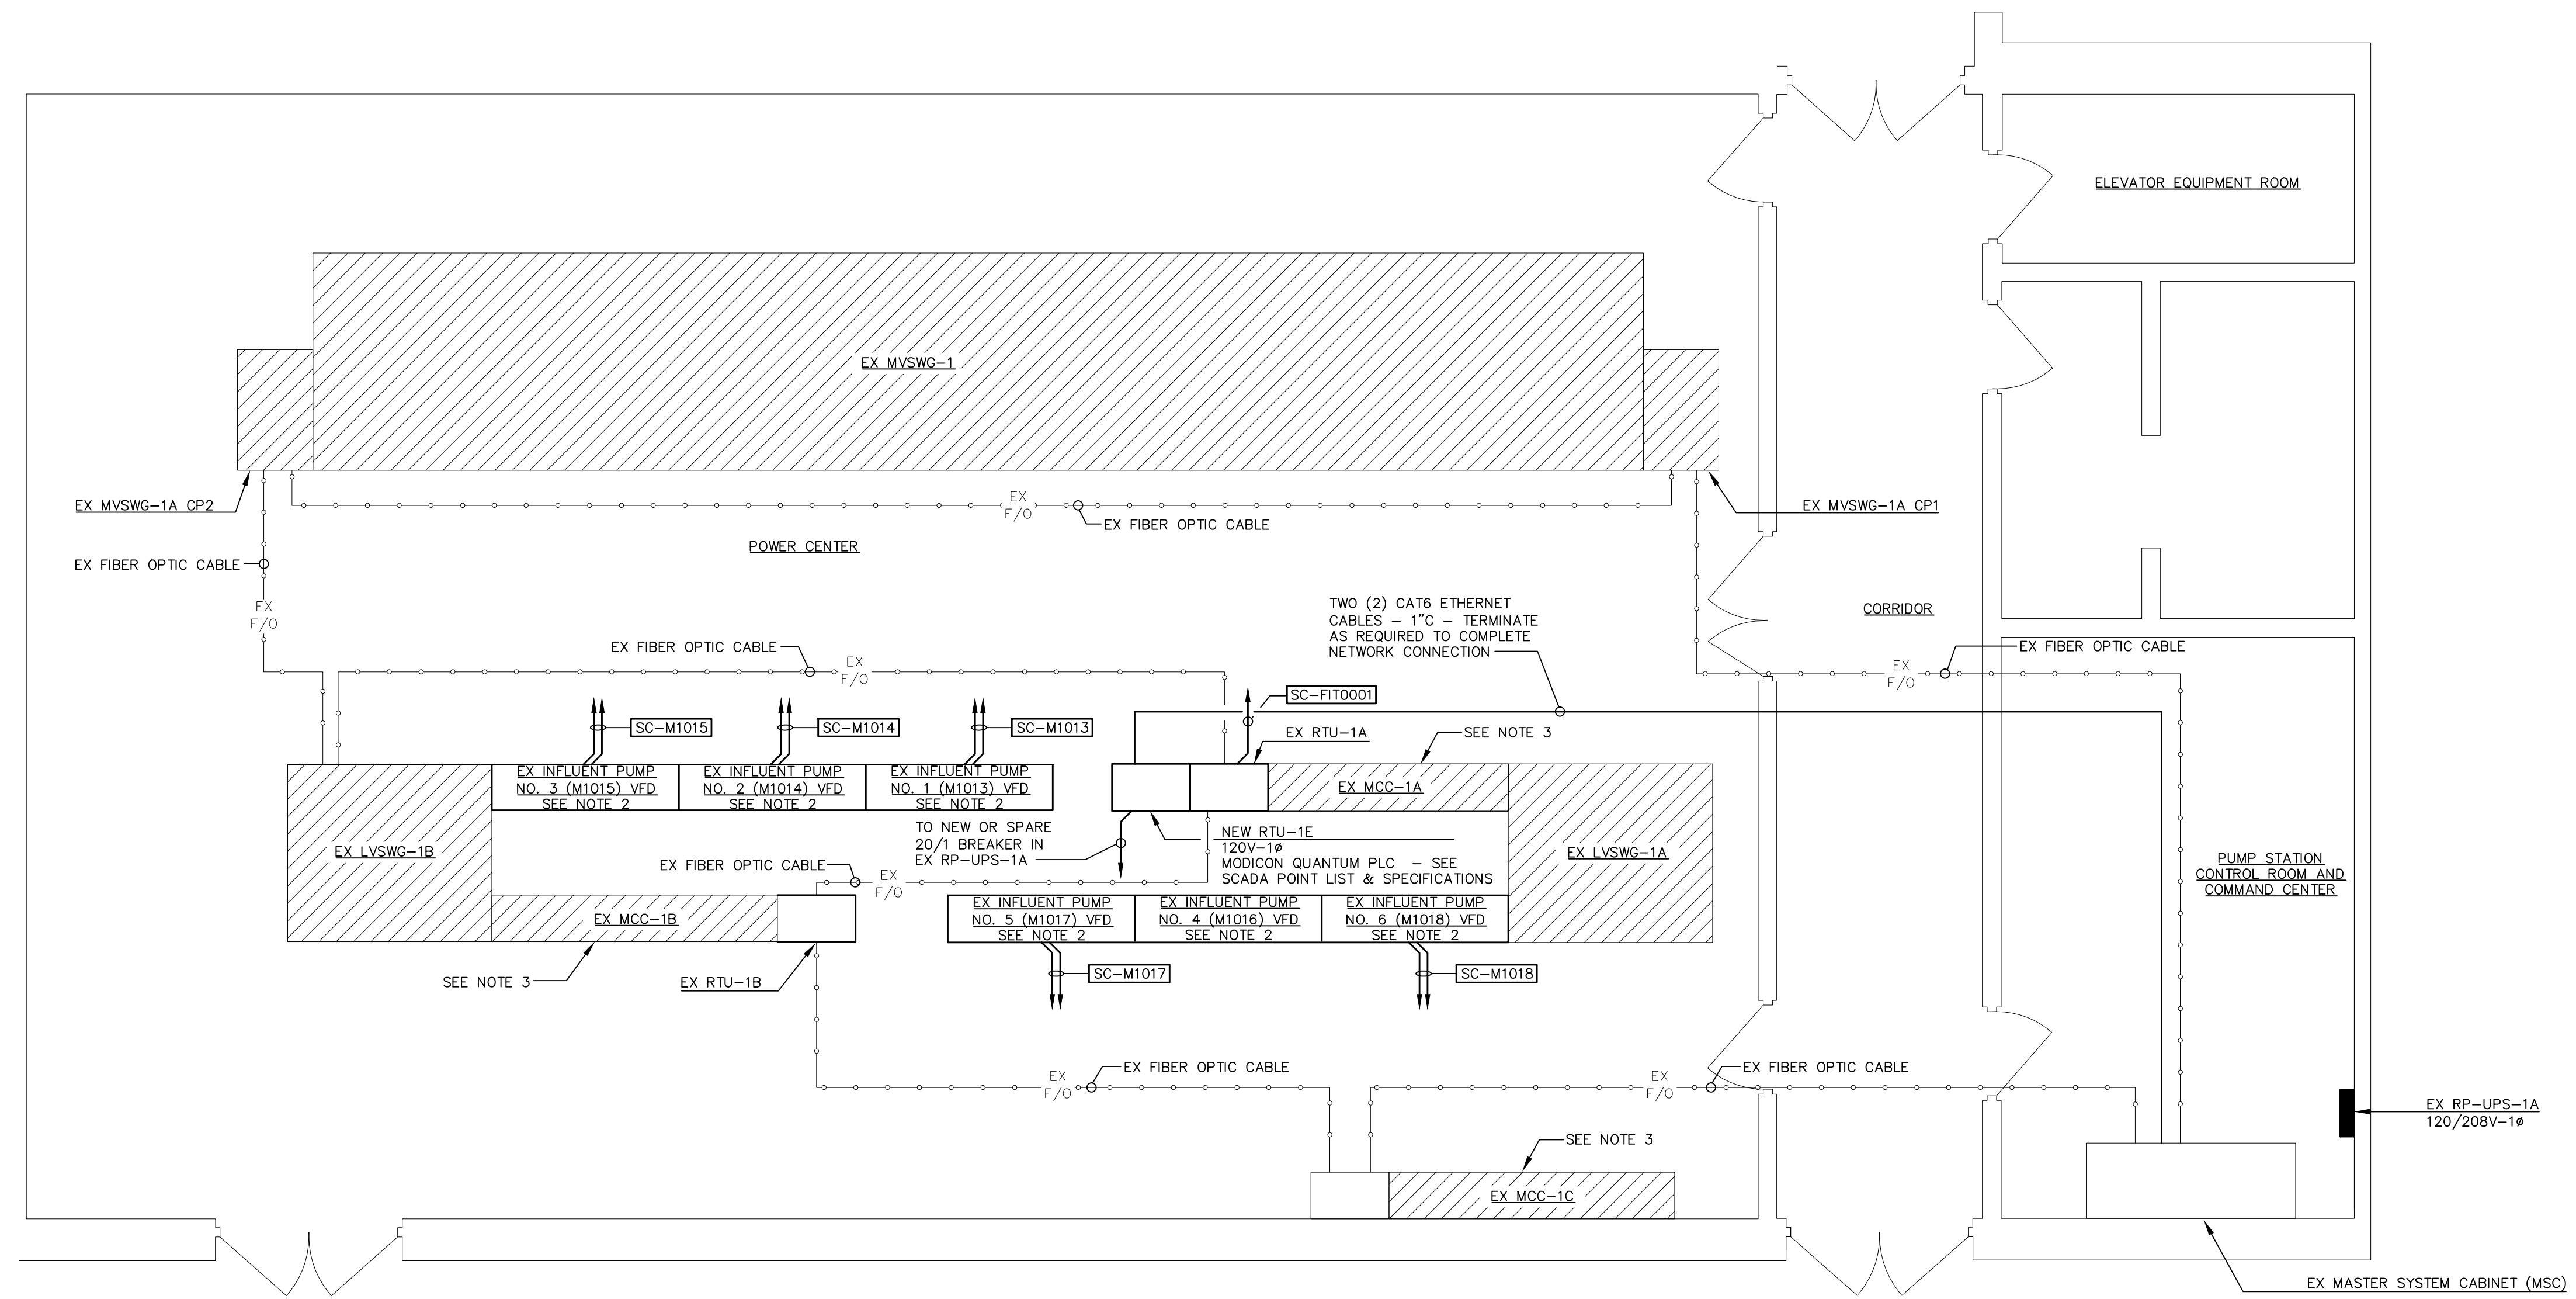 ELEVATOR EQUIPMENT ROOM
EX MVSWG-1
EX MVSWG-1A CP2
EX
F/O
EX FIBER OPTIC CABLE
EX MVSWG-1A CP1
POWER CENTER
EX FIBER OPTIC CABLE
EX
F/O
TWO (2) CAT6 ETHERNET
CABLES – 1"C – TERMINATE
AS REQUIRED TO COMPLETE
NETWORK CONNECTION
CORRIDOR
EX FIBER OPTIC CABLE
EX
F/O
EX
F/O
EX FIBER OPTIC CABLE
SC-FIT0001
SC-M1015
SC-M1014
SC-M1013
EX RTU-1A
SEE NOTE 3
EX INFLUENT PUMP
NO. 3 (M1015) VFD
SEE NOTE 2
EX INFLUENT PUMP
NO. 2 (M1014) VFD
SEE NOTE 2
EX INFLUENT PUMP
NO. 1 (M1013) VFD
SEE NOTE 2
EX MCC-1A
TO NEW OR SPARE
20/1 BREAKER IN
EX RP-UPS-1A
NEW RTU-1E
120V-1ø
MODICON QUANTUM PLC – SEE
SCADA POINT LIST & SPECIFICATIONS
EX LVSWG-1B
EX LVSWG-1A
EX FIBER OPTIC CABLE
EX
F/O
PUMP STATION
CONTROL ROOM AND
COMMAND CENTER
EX MCC-1B
EX INFLUENT PUMP
NO. 5 (M1017) VFD
SEE NOTE 2
EX INFLUENT PUMP
NO. 4 (M1016) VFD
SEE NOTE 2
EX INFLUENT PUMP
NO. 6 (M1018) VFD
SEE NOTE 2
SEE NOTE 3
EX RTU-1B
SC-M1017
SC-M1018
EX
F/O
EX FIBER OPTIC CABLE
EX
F/O
EX FIBER OPTIC CABLE
EX RP-UPS-1A
120/208V-1ø
SEE NOTE 3
EX MCC-1C
EX MASTER SYSTEM CABINET (MSC)